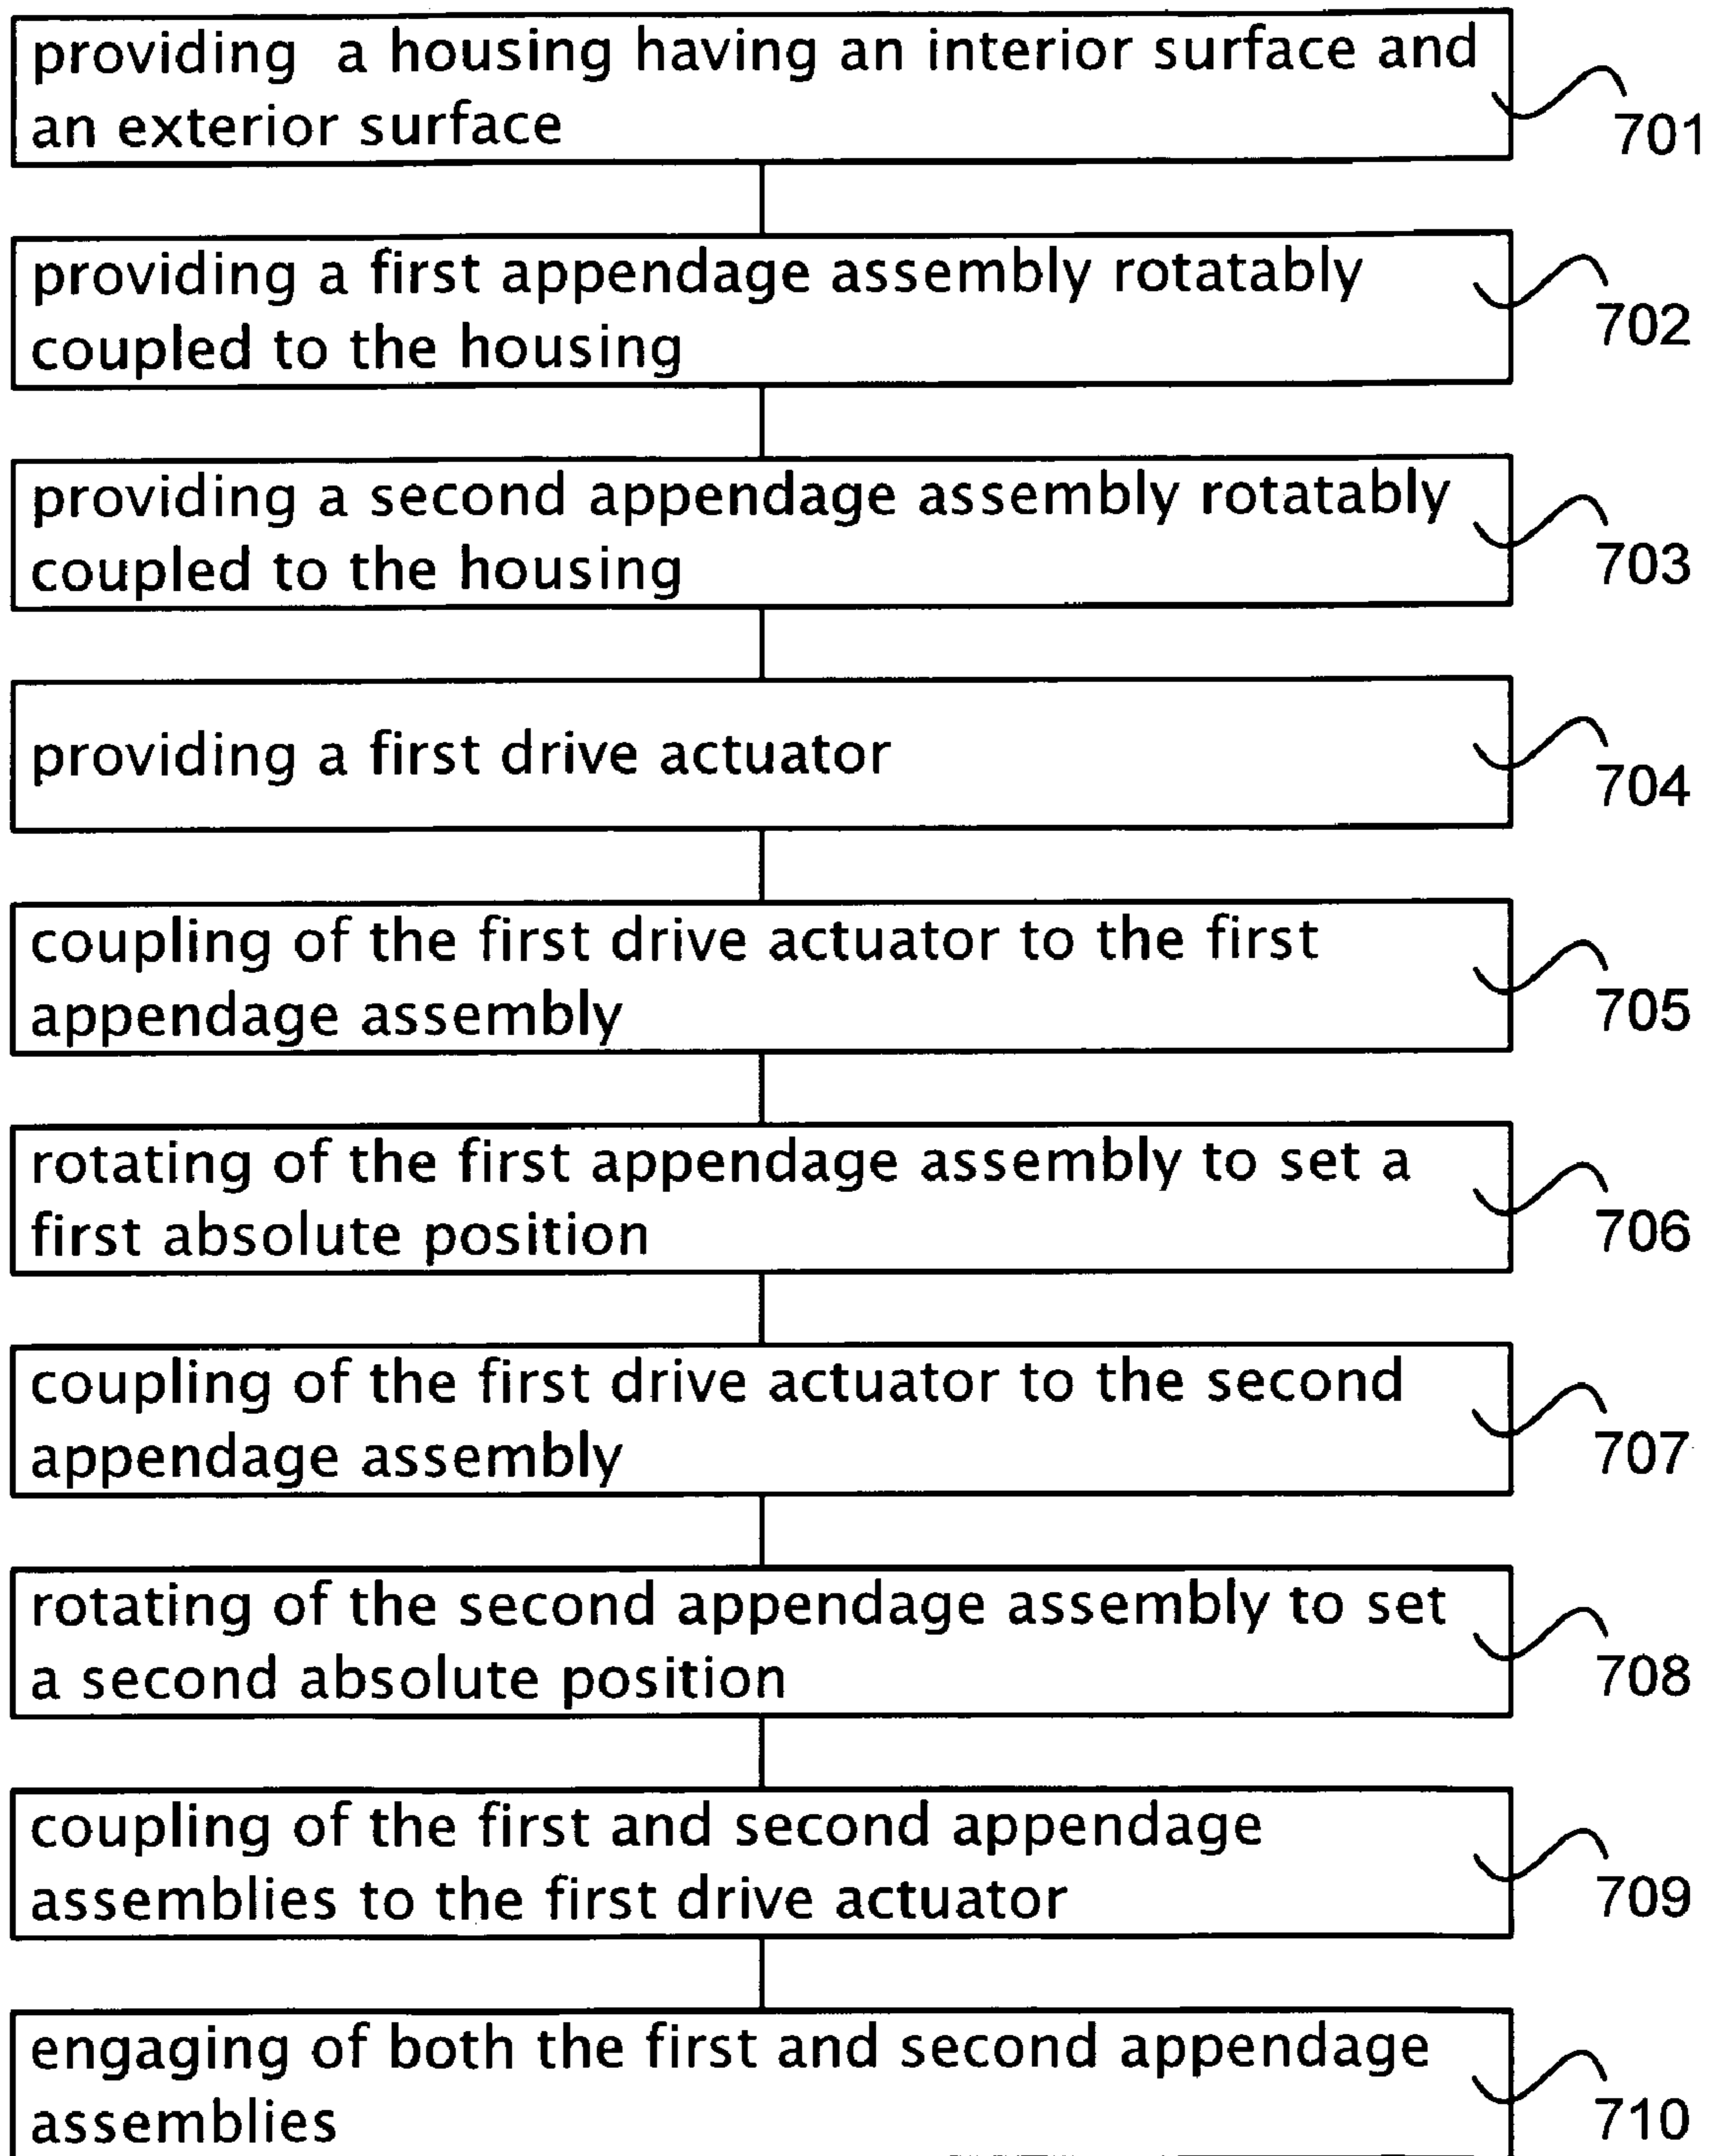 providing a housing having an interior surface and
an exterior surface
701
providing a first appendage assembly rotatably
coupled to the housing
702
providing a second appendage assembly rotatably
coupled to the housing
703
providing a first drive actuator
704
coupling of the first drive actuator to the first
appendage assembly
705
rotating of the first appendage assembly to set a
first absolute position
706
coupling of the first drive actuator to the second
appendage assembly
707
rotating of the second appendage assembly to set
a second absolute position
708
coupling of the first and second appendage
assemblies to the first drive actuator
709
engaging of both the first and second appendage
assemblies
710